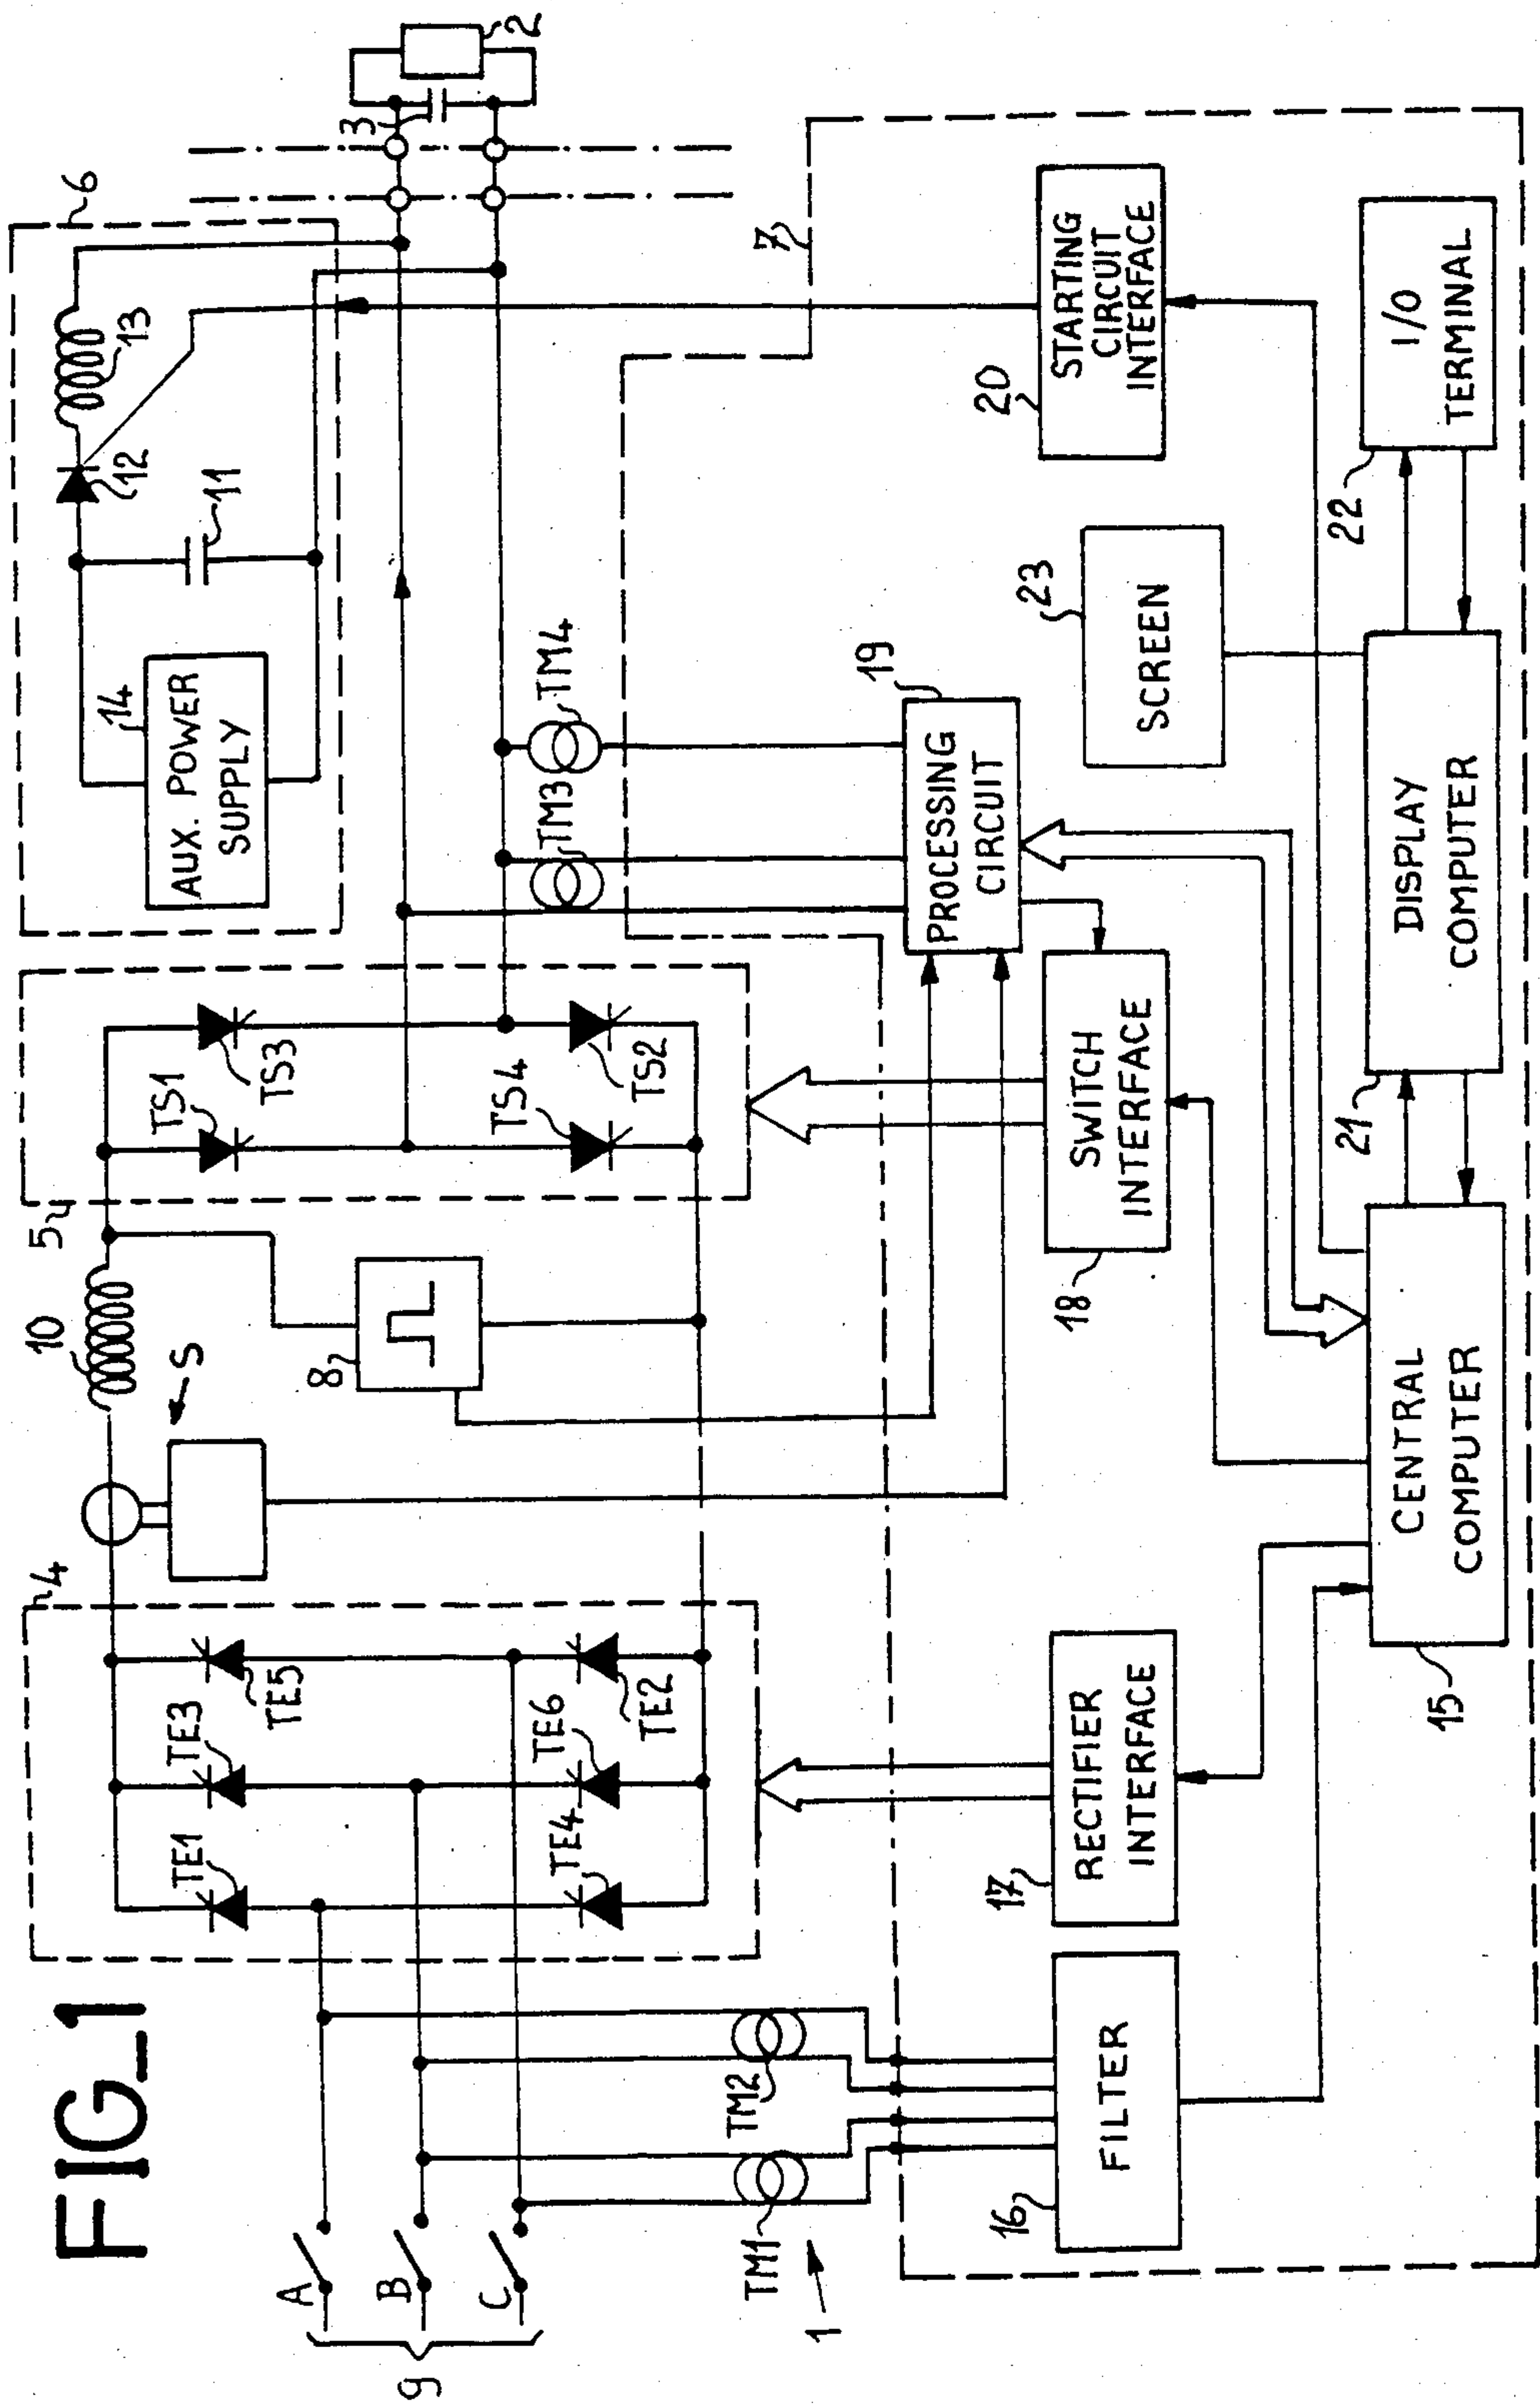 FIG_1
A
B
C
9
1
TM1
TM2
4
TE1
TE3
TE5
TE4
TE6
TE2
S
10
8
5
TS1
TS3
TS4
TS2
TM3
TM4
6
14
AUX. POWER
SUPPLY
11
12
13
3
2
7
16
FILTER
17
RECTIFIER
INTERFACE
18
SWITCH
INTERFACE
19
PROCESSING
CIRCUIT
20
STARTING
CIRCUIT
INTERFACE
23
SCREEN
15
CENTRAL
COMPUTER
21
DISPLAY
COMPUTER
22
I/O
TERMINAL